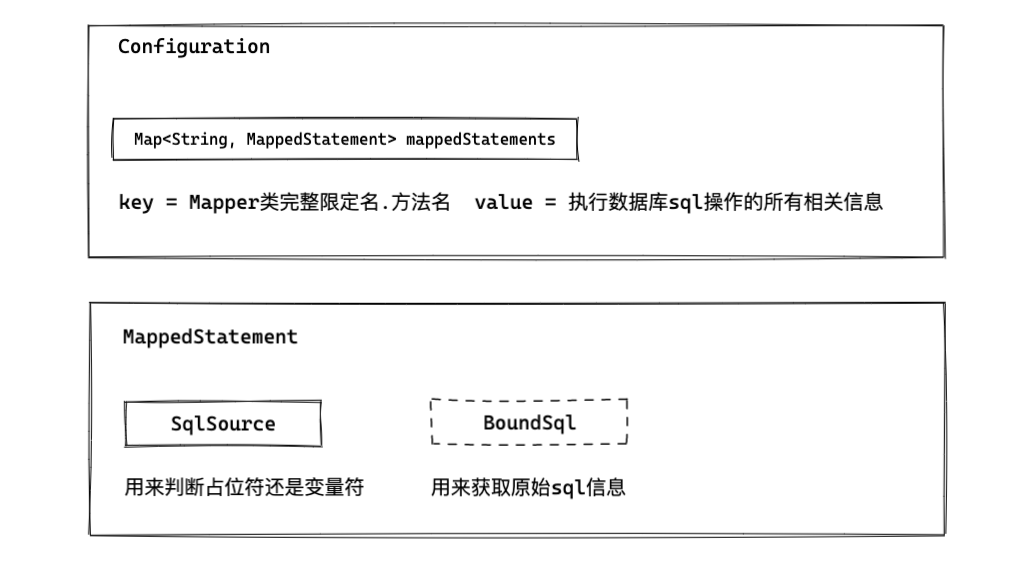 Configuration
Map<String, MappedStatement> mappedStatements
key = Mapper类完整限定名.方法名 value = 执行数据库sql操作的所有相关信息
MappedStatement
SqlSource BoundSql
用来判断占位符还是变量符 用来获取原始sql信息